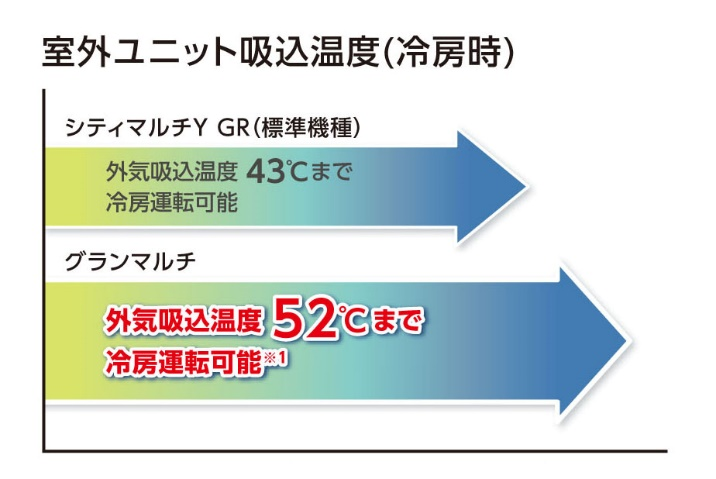 室外ユニット吸込温度(冷房時)
シティマルチY GR(標準機種)
外気吸込温度 43℃まで
冷房運転可能
グランマルチ
外気吸込温度 52℃まで
冷房運転可能※1